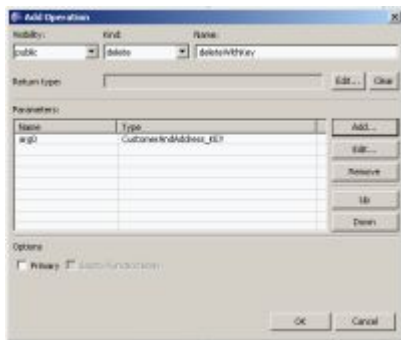 Add Operation
Visibility: Kind: Name:
public delete deleteWithKey
Return type: Edit... Clear
Parameters:
Name Type Add...
arg0 CustomerAndAddress_KEY
Edit...
Remove
Up
Down
Options
Primary
OK Cancel